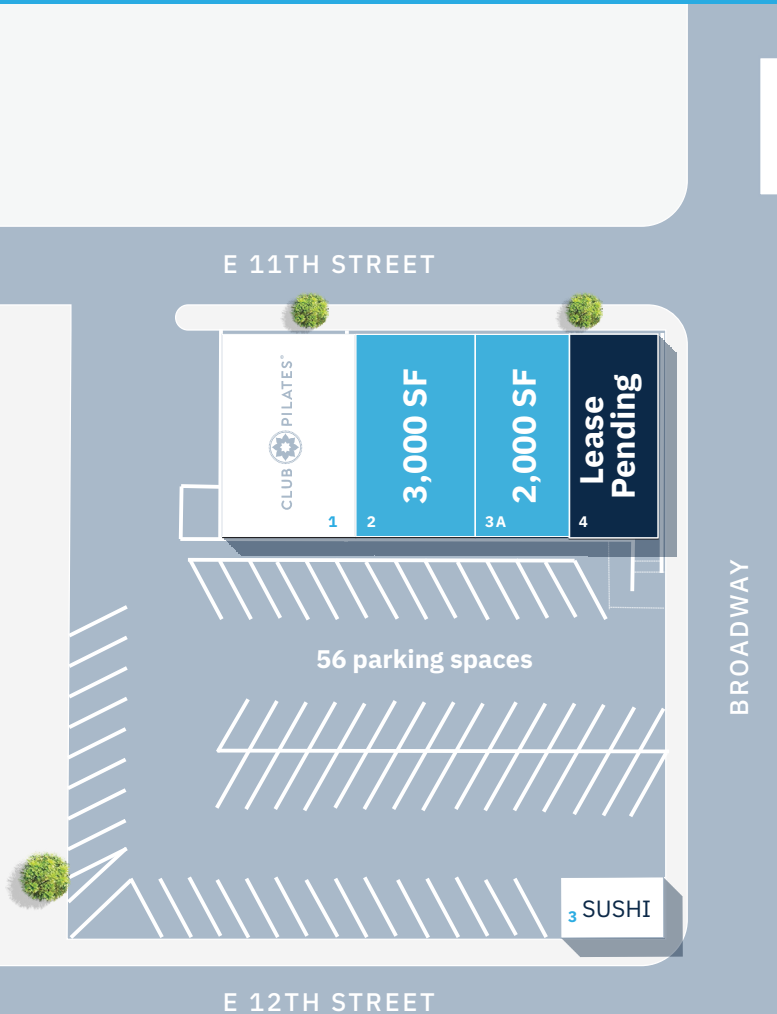 E 11TH STREET
CLUB PILATES®
1
3,000 SF
2
2,000 SF
3A
Lease
Pending
4
56 parking spaces
BROADWAY
3 SUSHI
E 12TH STREET